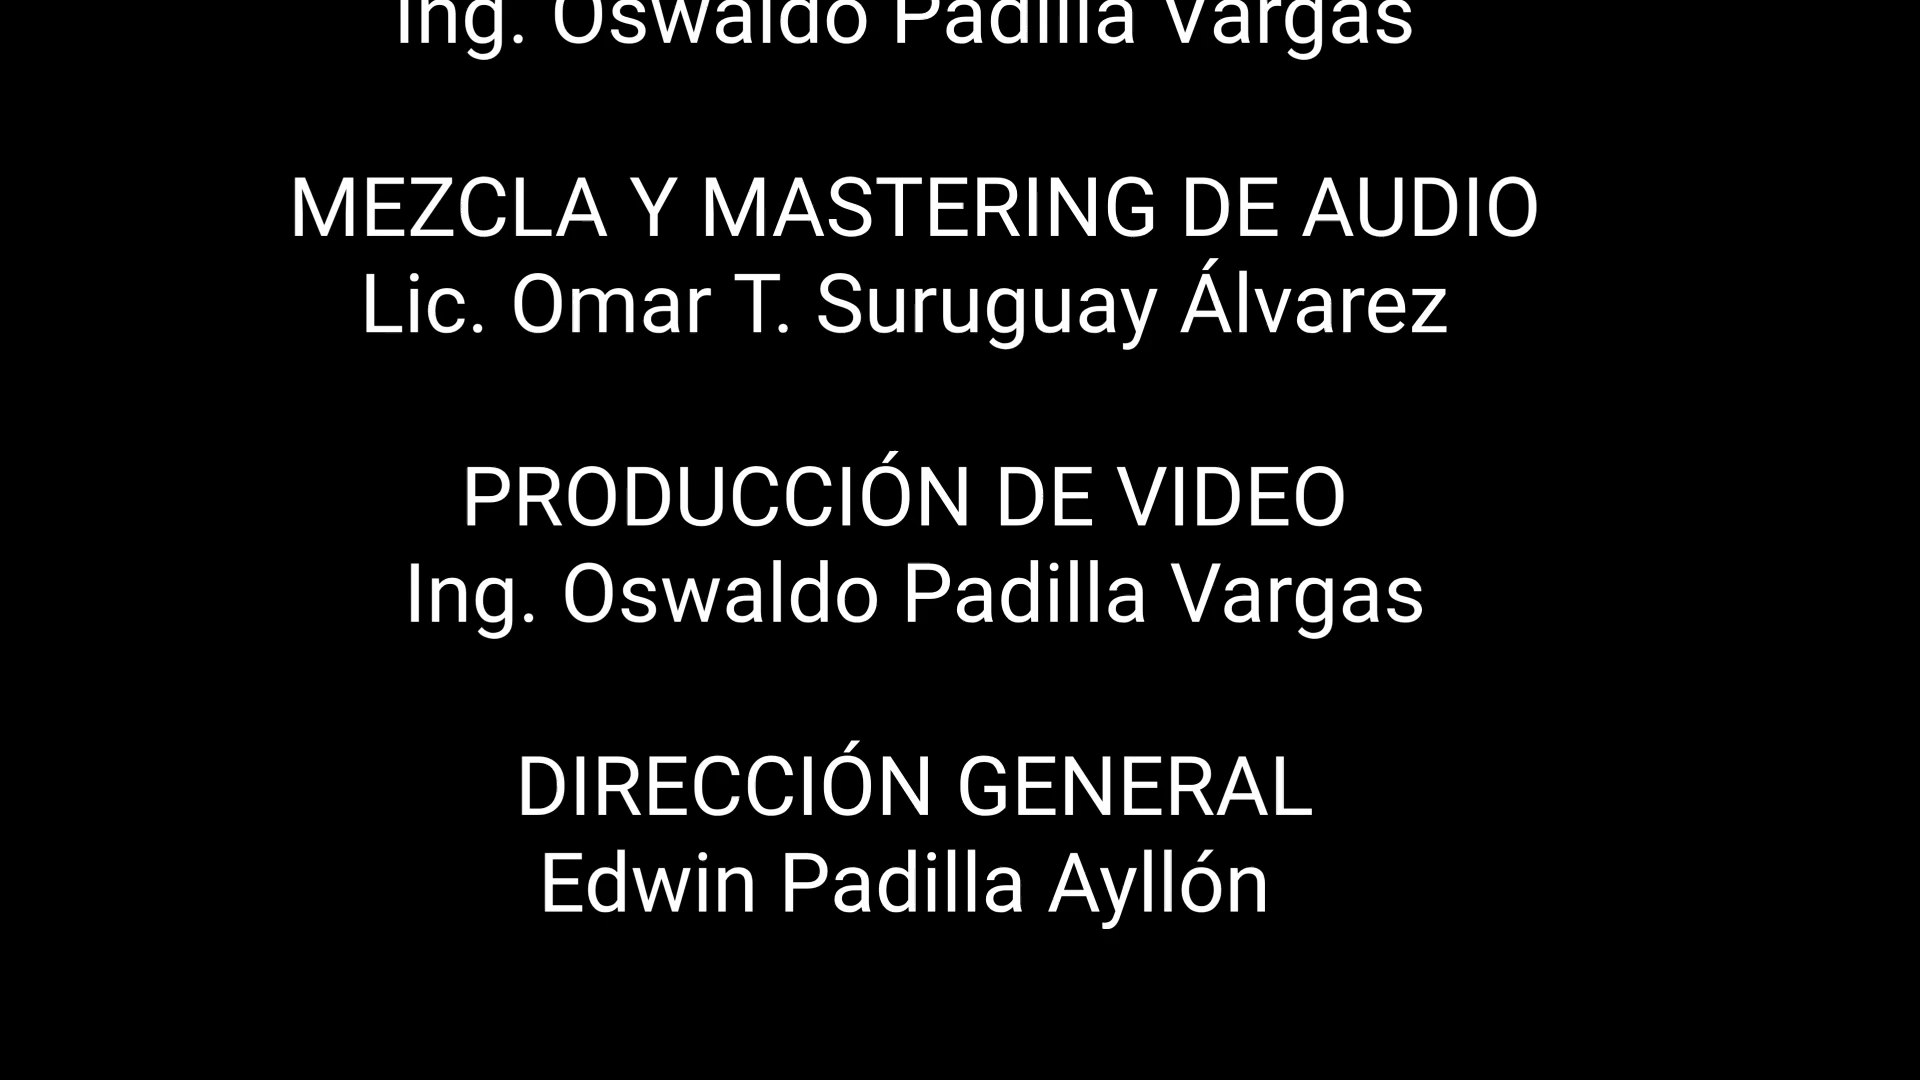 Ing. Oswaldo Padilla Vargas
MEZCLA Y MASTERING DE AUDIO
Lic. Omar T. Suruguay Álvarez
PRODUCCIÓN DE VIDEO
Ing. Oswaldo Padilla Vargas
DIRECCIÓN GENERAL
Edwin Padilla Ayllón